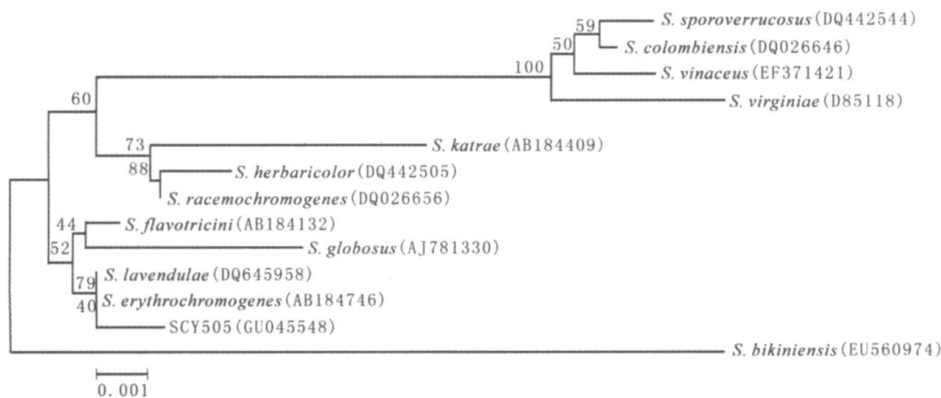 59 S. sporoverrucosus(DQ442544)
50 S. colombiensis(DQ026646)
100 S. vinaceus(EF371421)
60 S. virginiae(D85118)
73 S. katrae(AB184409)
88 S. herbaricolor(DQ442505)
S. racemochromogenes(DQ026656)
44 S. flavotricini(AB184132)
52 S. globosus(AJ781330)
79 S. lavendulae(DQ645958)
40 S. erythrochromogenes(AB184746)
SCY505(GU045548)
S. bikiniensis(EU560974)
0.001